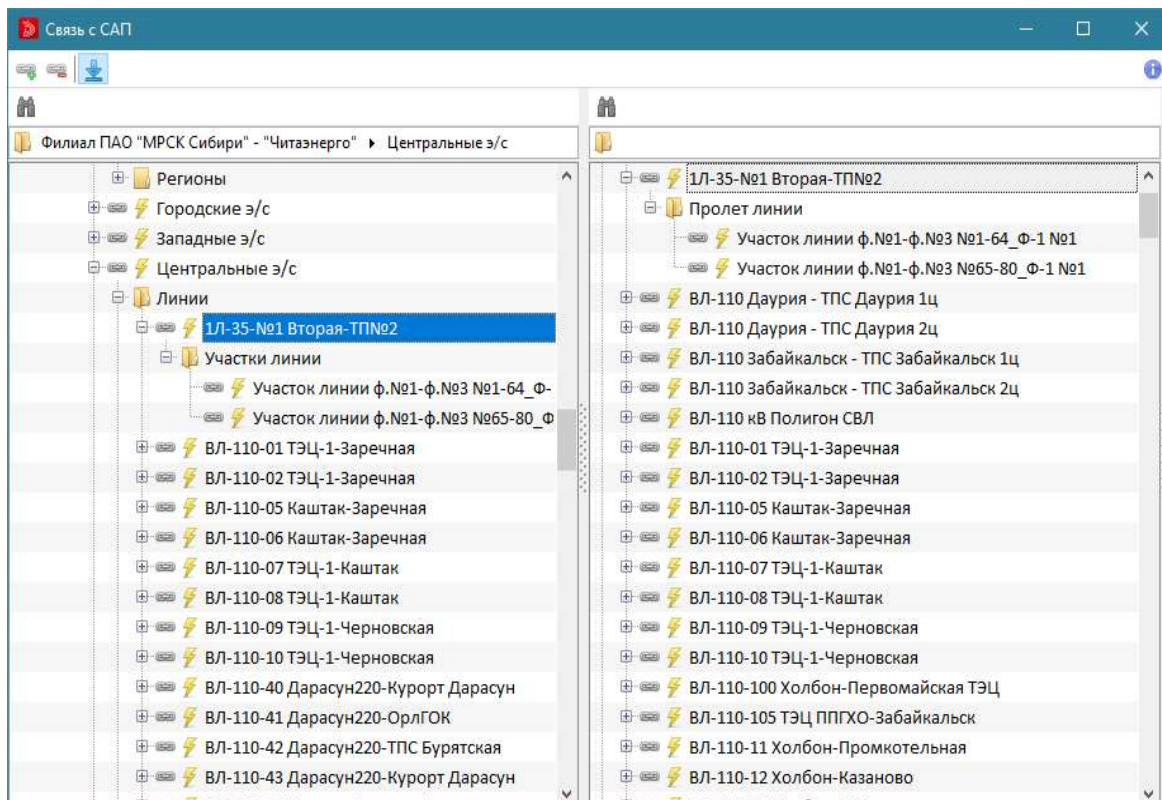 Связь с САП
Филиал ПАО "МРСК Сибири" - "Читаэнерго" ▸ Центральные э/с
Регионы
Городские э/с
Западные э/с
Центральные э/с
Линии
1Л-35-№1 Вторая-ТП№2
Участки линии
Участок линии ф.№1-ф.№3 №1-64_Ф-
Участок линии ф.№1-ф.№3 №65-80_Ф
ВЛ-110-01 ТЭЦ-1-Заречная
ВЛ-110-02 ТЭЦ-1-Заречная
ВЛ-110-05 Каштак-Заречная
ВЛ-110-06 Каштак-Заречная
ВЛ-110-07 ТЭЦ-1-Каштак
ВЛ-110-08 ТЭЦ-1-Каштак
ВЛ-110-09 ТЭЦ-1-Черновская
ВЛ-110-10 ТЭЦ-1-Черновская
ВЛ-110-40 Дарасун220-Курорт Дарасун
ВЛ-110-41 Дарасун220-ОрлГОК
ВЛ-110-42 Дарасун220-ТПС Бурятская
ВЛ-110-43 Дарасун220-Курорт Дарасун
1Л-35-№1 Вторая-ТП№2
Пролет линии
Участок линии ф.№1-ф.№3 №1-64_Ф-1 №1
Участок линии ф.№1-ф.№3 №65-80_Ф-1 №1
ВЛ-110 Даурия - ТПС Даурия 1ц
ВЛ-110 Даурия - ТПС Даурия 2ц
ВЛ-110 Забайкальск - ТПС Забайкальск 1ц
ВЛ-110 Забайкальск - ТПС Забайкальск 2ц
ВЛ-110 кВ Полигон СВЛ
ВЛ-110-01 ТЭЦ-1-Заречная
ВЛ-110-02 ТЭЦ-1-Заречная
ВЛ-110-05 Каштак-Заречная
ВЛ-110-06 Каштак-Заречная
ВЛ-110-07 ТЭЦ-1-Каштак
ВЛ-110-08 ТЭЦ-1-Каштак
ВЛ-110-09 ТЭЦ-1-Черновская
ВЛ-110-10 ТЭЦ-1-Черновская
ВЛ-110-100 Холбон-Первомайская ТЭЦ
ВЛ-110-105 ТЭЦ ППГХО-Забайкальск
ВЛ-110-11 Холбон-Промкотельная
ВЛ-110-12 Холбон-Казаново